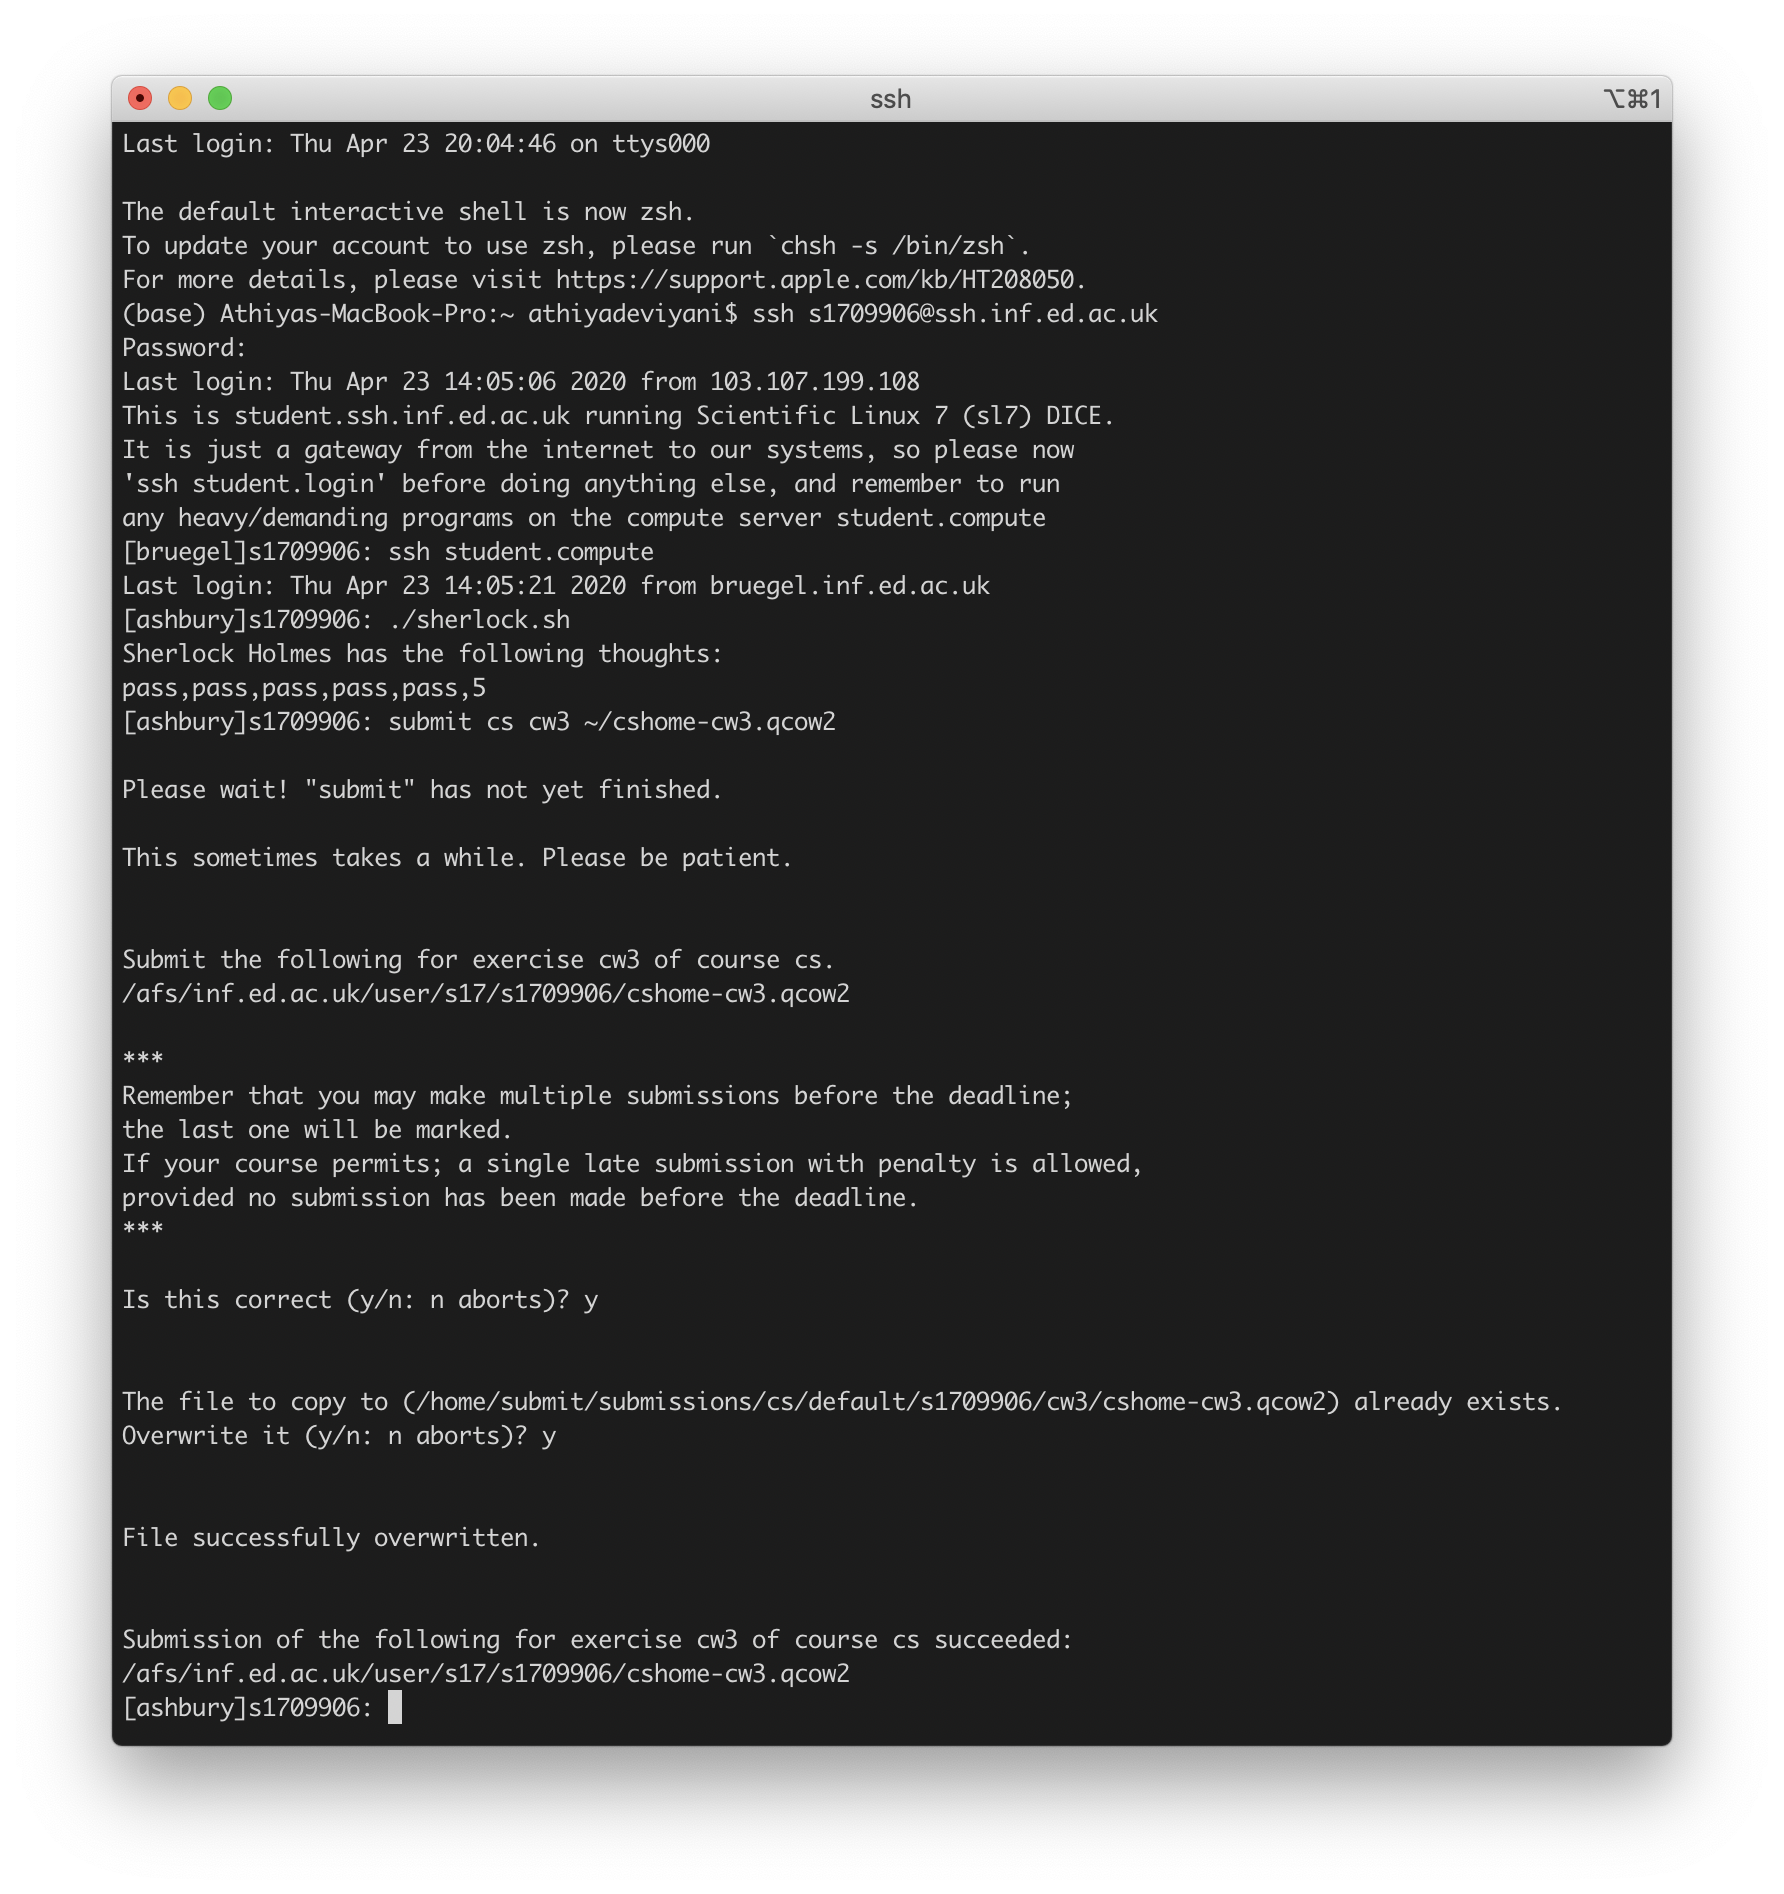 ssh
⌥⌘1
Last login: Thu Apr 23 20:04:46 on ttys000
The default interactive shell is now zsh.
To update your account to use zsh, please run `chsh -s /bin/zsh`.
For more details, please visit https://support.apple.com/kb/HT208050.
(base) Athiyas-MacBook-Pro:~ athiyadeviyani$ ssh s1709906@ssh.inf.ed.ac.uk
Password:
Last login: Thu Apr 23 14:05:06 2020 from 103.107.199.108
This is student.ssh.inf.ed.ac.uk running Scientific Linux 7 (sl7) DICE.
It is just a gateway from the internet to our systems, so please now
'ssh student.login' before doing anything else, and remember to run
any heavy/demanding programs on the compute server student.compute
[bruegel]s1709906: ssh student.compute
Last login: Thu Apr 23 14:05:21 2020 from bruegel.inf.ed.ac.uk
[ashbury]s1709906: ./sherlock.sh
Sherlock Holmes has the following thoughts:
pass,pass,pass,pass,pass,5
[ashbury]s1709906: submit cs cw3 ~/cshome-cw3.qcow2
Please wait! "submit" has not yet finished.
This sometimes takes a while. Please be patient.
Submit the following for exercise cw3 of course cs.
/afs/inf.ed.ac.uk/user/s17/s1709906/cshome-cw3.qcow2
***
Remember that you may make multiple submissions before the deadline;
the last one will be marked.
If your course permits; a single late submission with penalty is allowed,
provided no submission has been made before the deadline.
***
Is this correct (y/n: n aborts)? y
The file to copy to (/home/submit/submissions/cs/default/s1709906/cw3/cshome-cw3.qcow2) already exists.
Overwrite it (y/n: n aborts)? y
File successfully overwritten.
Submission of the following for exercise cw3 of course cs succeeded:
/afs/inf.ed.ac.uk/user/s17/s1709906/cshome-cw3.qcow2
[ashbury]s1709906: